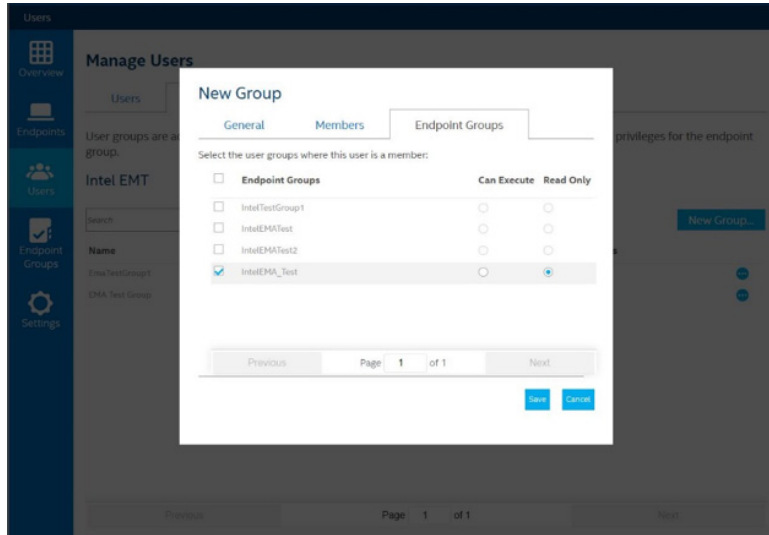 Users
Overview
Endpoints
Users
Endpoint
Groups
Settings
Manage Users
Users
User groups are
privileges for the endpoint
group.
Intel EMT
Search
New Group...
Name
EmaTestGroup1
EMA Test Group
New Group
General Members Endpoint Groups
Select the user groups where this user is a member:
Endpoint Groups Can Execute Read Only
IntelTestGroup1
IntelEMATest
IntelEMATest2
IntelEMA_Test
Previous Page 1 of 1 Next
Save Cancel
Previous Page 1 of 1 Next